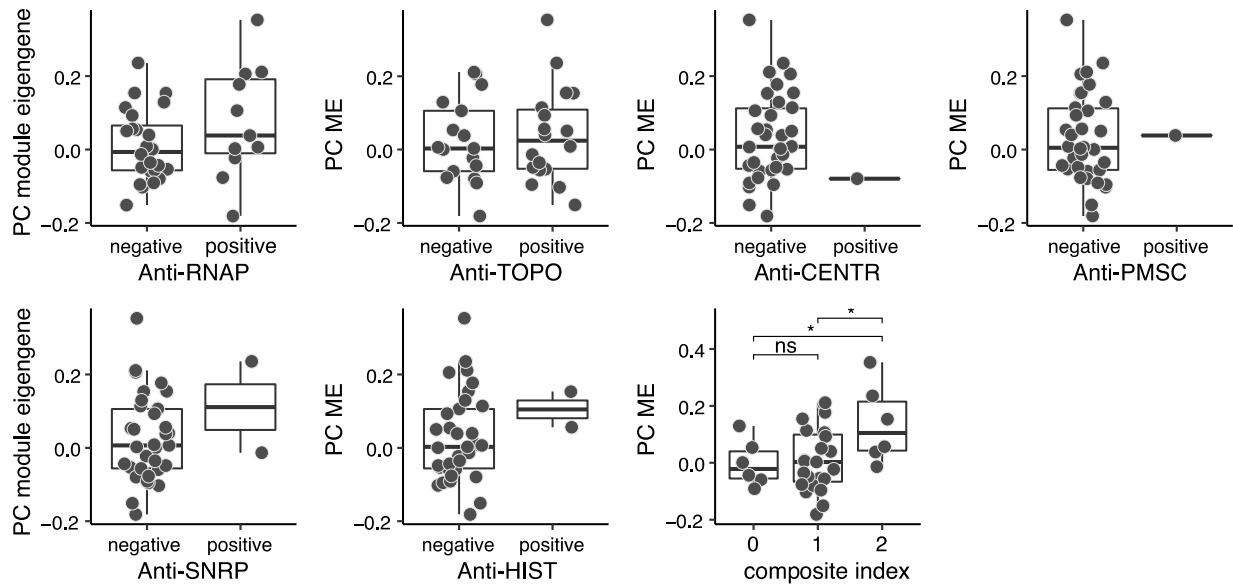 PC module eigengene
0.2
0.0
−0.2
negative positive
Anti-RNAP
PC ME
0.2
0.0
−0.2
negative positive
Anti-TOPO
PC ME
0.2
0.0
−0.2
negative positive
Anti-CENTR
PC ME
0.2
0.0
−0.2
negative positive
Anti-PMSC
PC module eigengene
0.2
0.0
−0.2
negative positive
Anti-SNRP
PC ME
0.2
0.0
−0.2
negative positive
Anti-HIST
PC ME
0.4
0.2
0.0
−0.2
*
*
ns
0 1 2
composite index